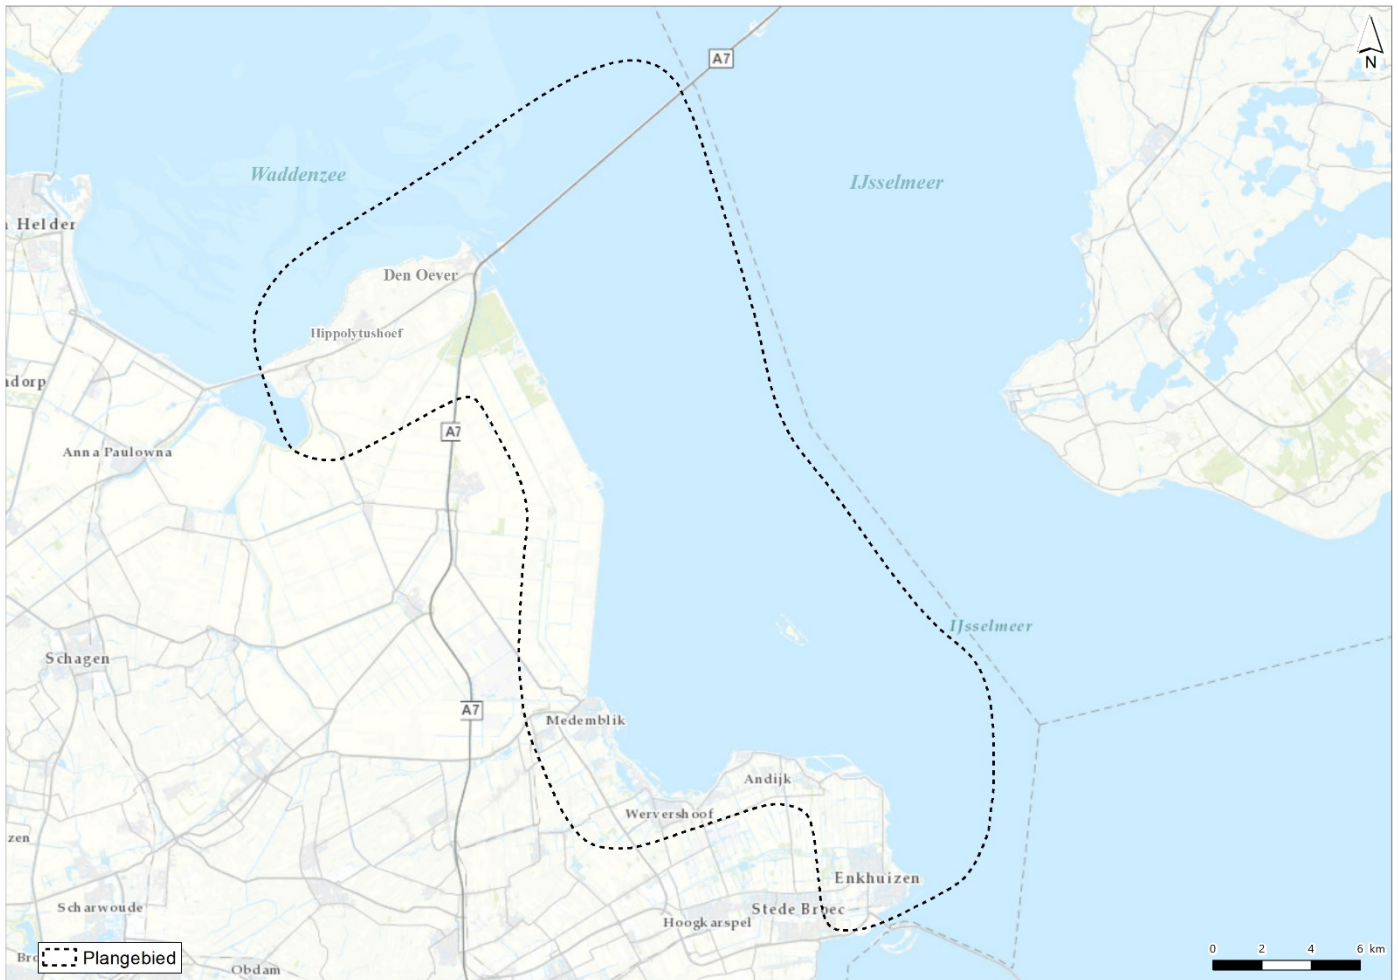 A7
N
Waddenzee
IJsselmeer
Helder
Den Oever
Hippolytushoef
dorp
A7
Anna Paulowna
IJsselmeer
Schagen
A7
Medemblik
Andijk
Wervershoof
zen
Enkhuizen
Scharwoude
Stede Broec
Hoogkarspel
Bro
Plangebied
Obdam
0 2 4 6 km